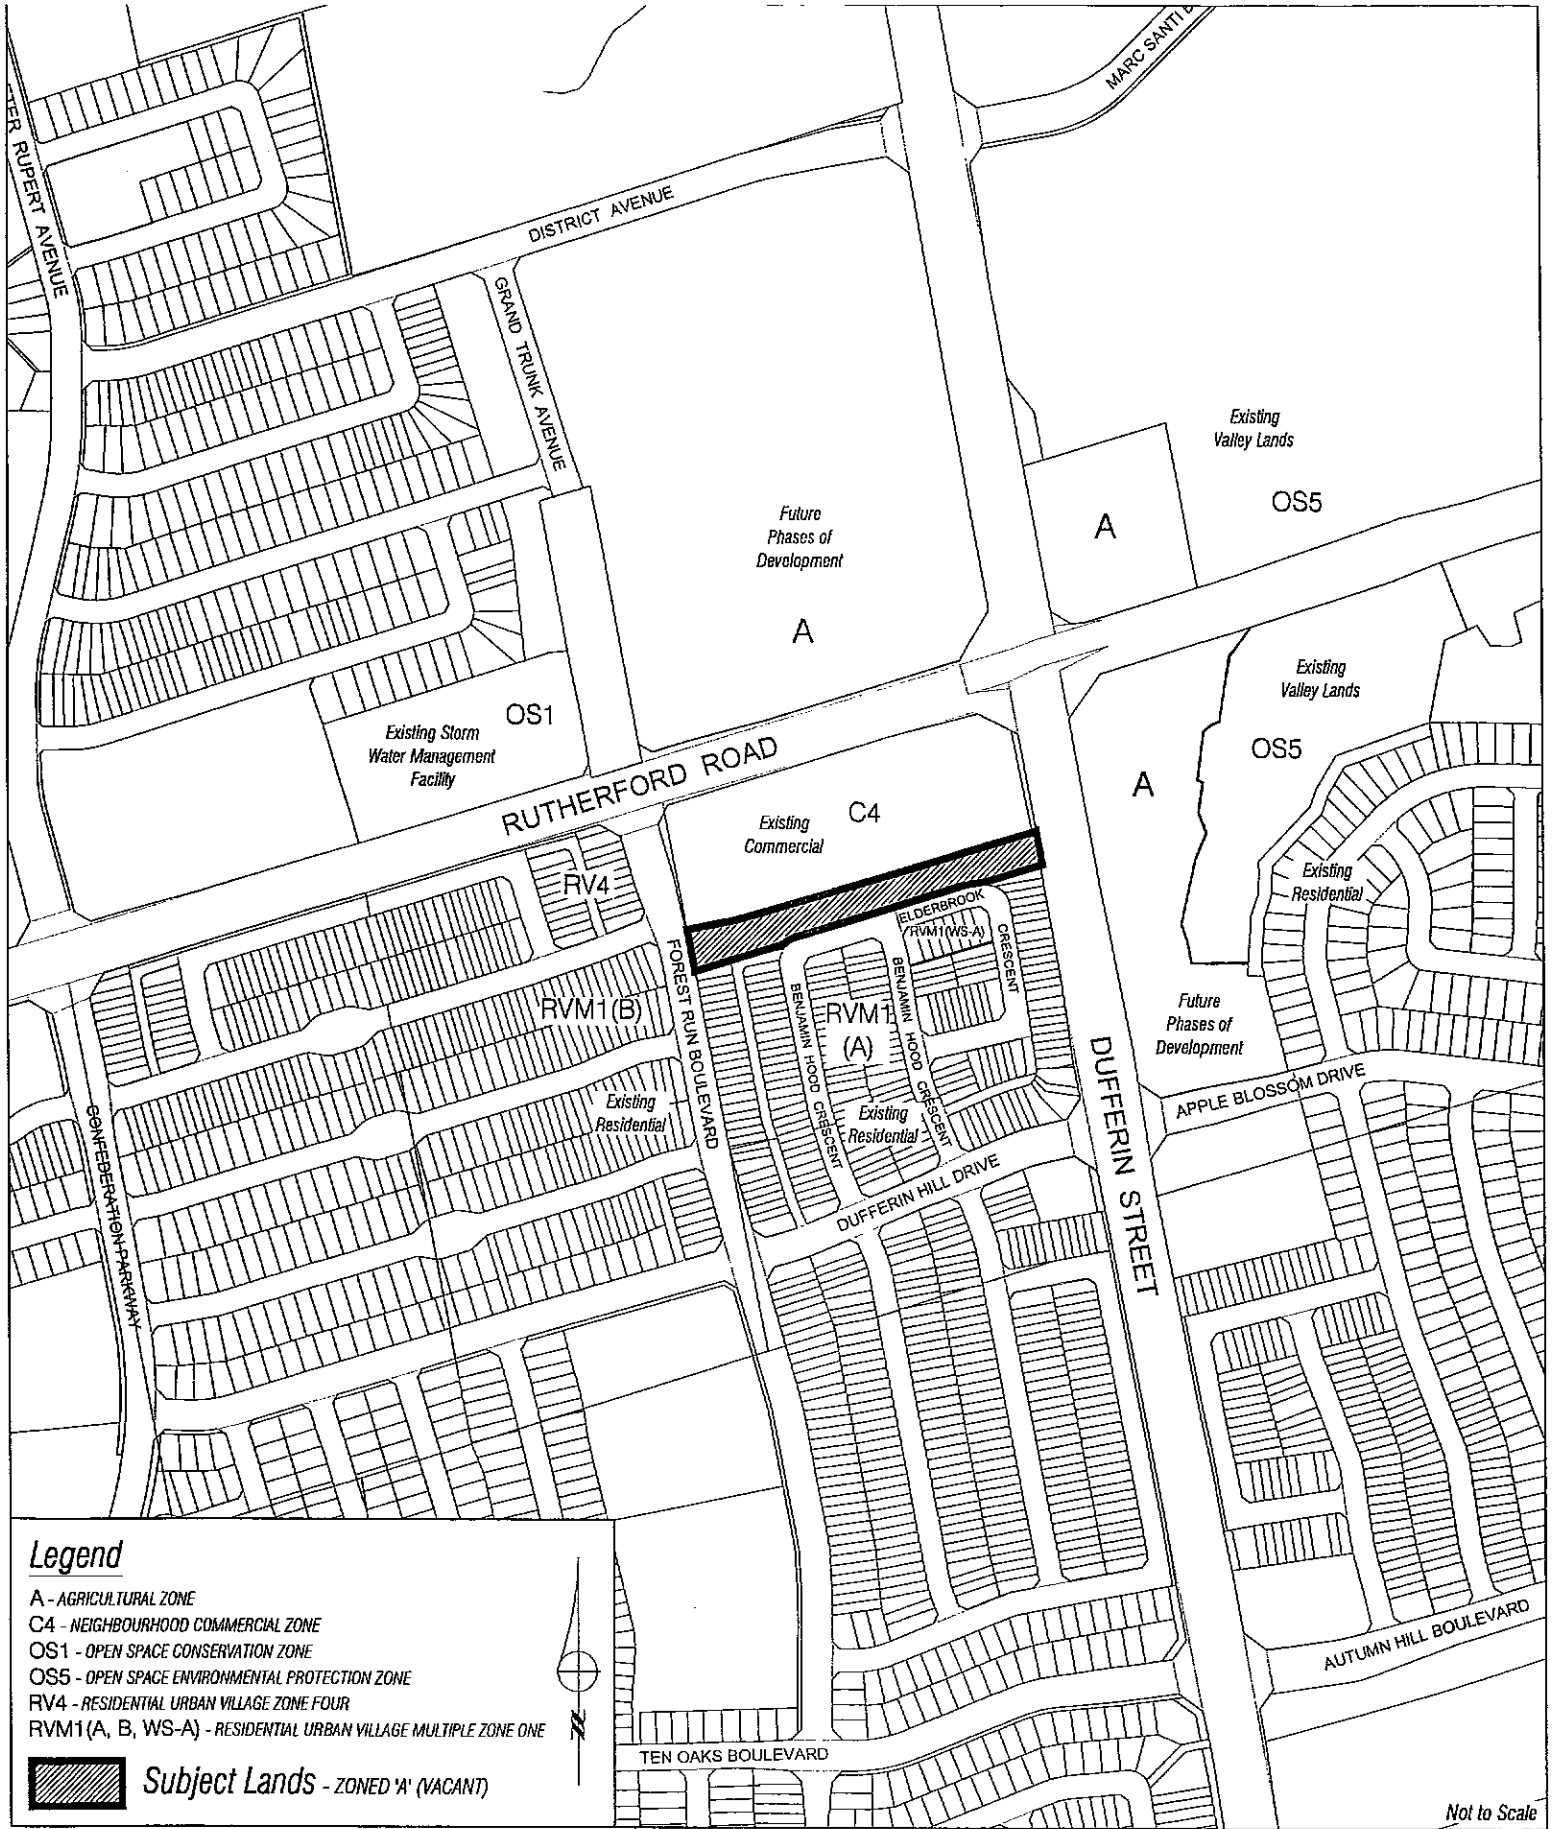 MARC SANTI
RUPERT AVENUE
DISTRICT AVENUE
GRAND TRUNK AVENUE
Existing
Valley Lands
OS5
A
Future
Phases of
Development
A
Existing
Valley Lands
OS5
OS1
Existing Storm
Water Management
Facility
RUTHERFORD ROAD
A
C4
Existing
Commercial
Existing
Residential
RV4
ELDERBROOK
RVM1(WS-A)
CRESCENT
FOREST RUN BOULEVARD
RVM1(B)
BENJAMIN HOOD CRESCENT
RVM1
(A)
BENJAMIN HOOD CRESCENT
Future
Phases of
Development
DUFFERIN STREET
APPLE BLOSSOM DRIVE
Existing
Residential
Existing
Residential
CONFEDERATION PARKWAY
DUFFERIN HILL DRIVE
AUTUMN HILL BOULEVARD
TEN OAKS BOULEVARD
Legend
A - AGRICULTURAL ZONE
C4 - NEIGHBOURHOOD COMMERCIAL ZONE
OS1 - OPEN SPACE CONSERVATION ZONE
OS5 - OPEN SPACE ENVIRONMENTAL PROTECTION ZONE
RV4 - RESIDENTIAL URBAN VILLAGE ZONE FOUR
RVM1(A, B, WS-A) - RESIDENTIAL URBAN VILLAGE MULTIPLE ZONE ONE
Subject Lands - ZONED 'A' (VACANT)
N
Not to Scale